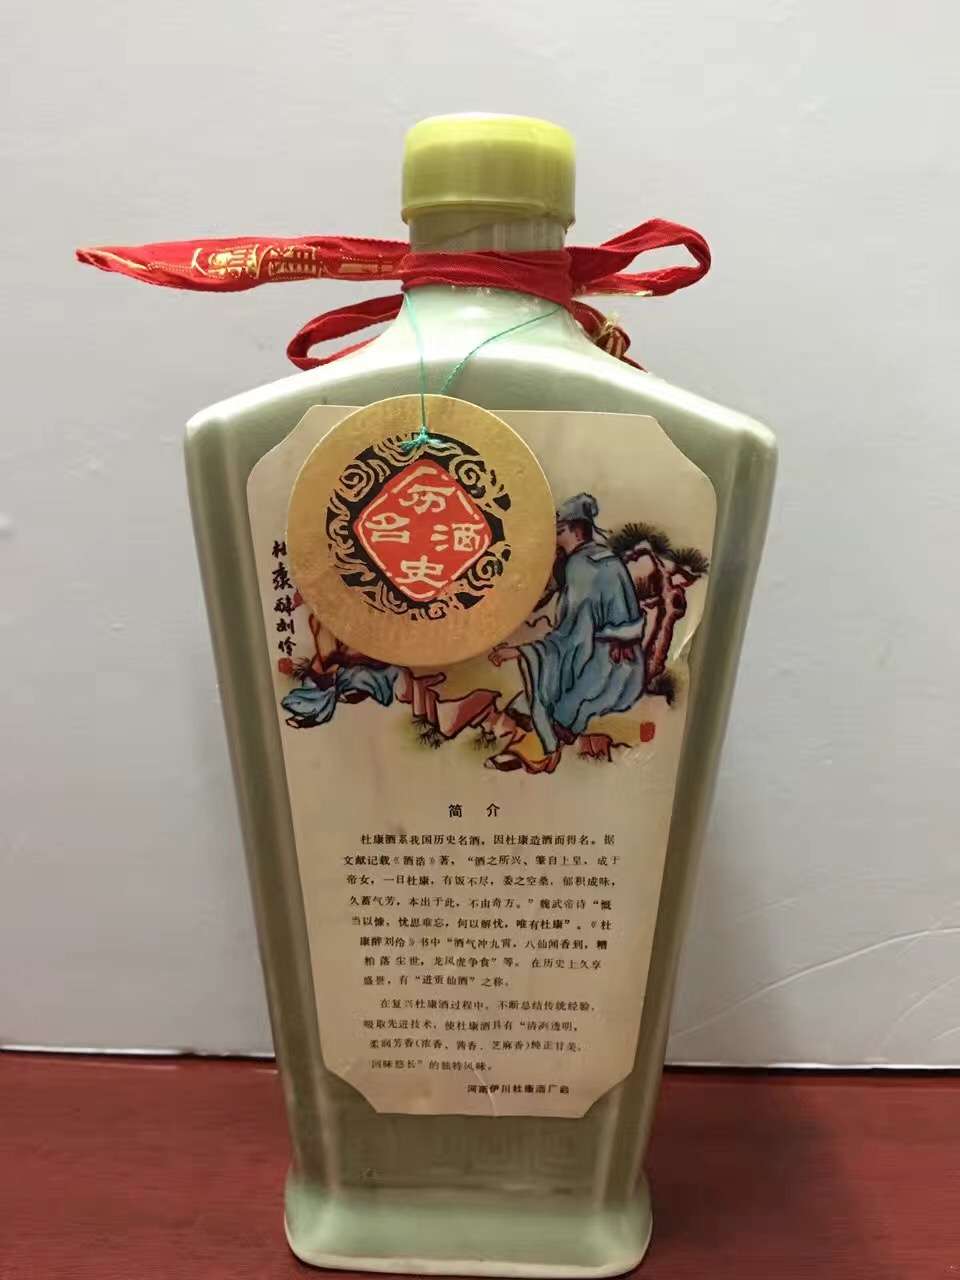 历史
名酒
杜康醉刘伶
简介
杜康酒系我国历史名酒，因杜康造酒而得名。据
文献记载《酒诰》著，“酒之所兴、肇自上皇，成于
帝女，一曰杜康，有饭不尽，委之空桑，郁积成味，
久蓄气芳，本出于此，不由奇方。”魏武帝诗“慨
当以慷，忧思难忘，何以解忧，唯有杜康”。《杜
康醉刘伶》书中“酒气冲九霄，八仙闻香到，糟
粕落尘世，龙凤虎争食”等。在历史上久享
盛誉，有“进贡仙酒”之称。
在复兴杜康酒过程中，不断总结传统经验，
吸取先进技术，使杜康酒具有“清冽透明，
柔润芳香(浓香、酱香、芝麻香)纯正甘美，
回味悠长”的独特风味。
河南伊川杜康酒厂启